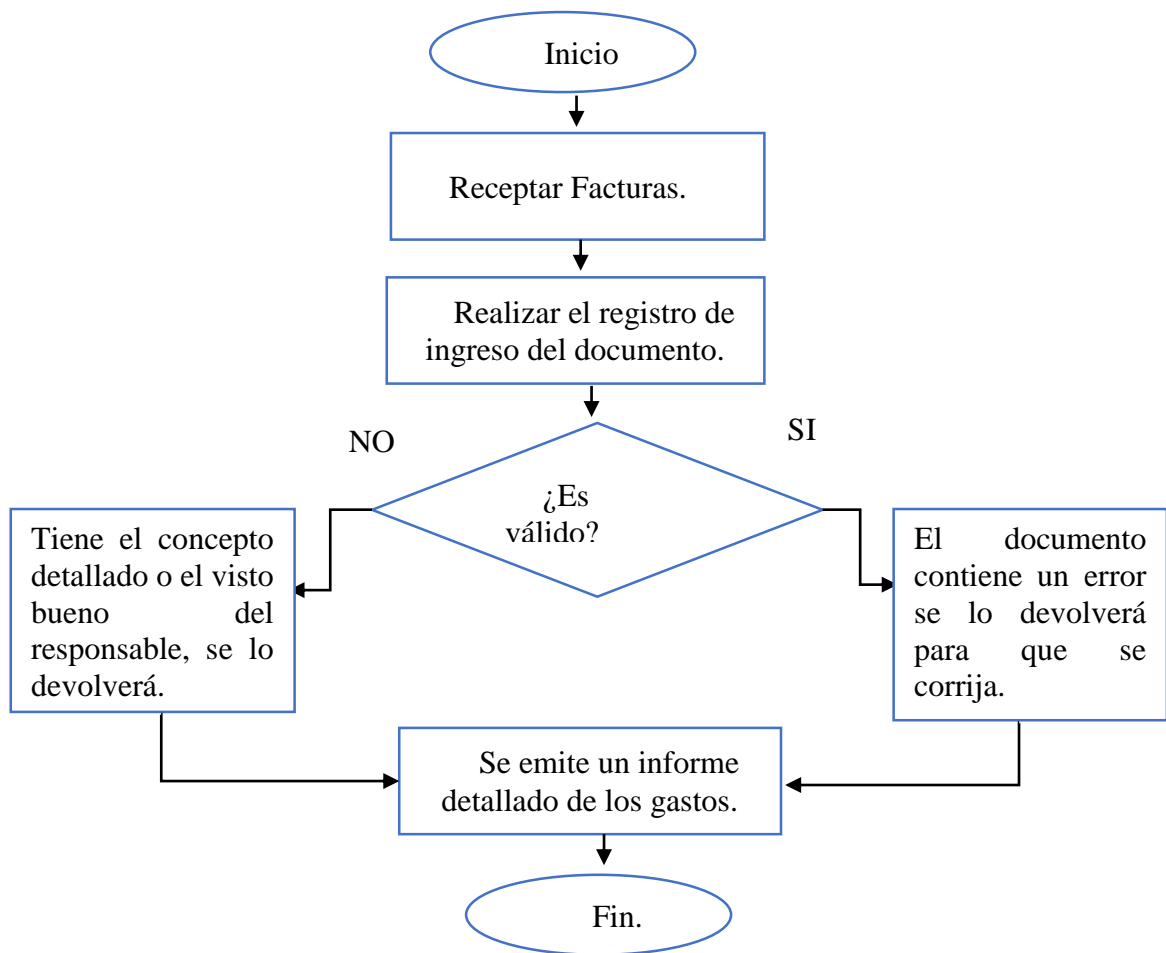 Inicio
Receptar Facturas.
Realizar el registro de
ingreso del documento.
NO
SI
¿Es
válido?
Tiene el concepto
detallado o el visto
bueno del
responsable, se lo
devolverá.
El documento
contiene un error
se lo devolverá
para que se
corrija.
Se emite un informe
detallado de los gastos.
Fin.